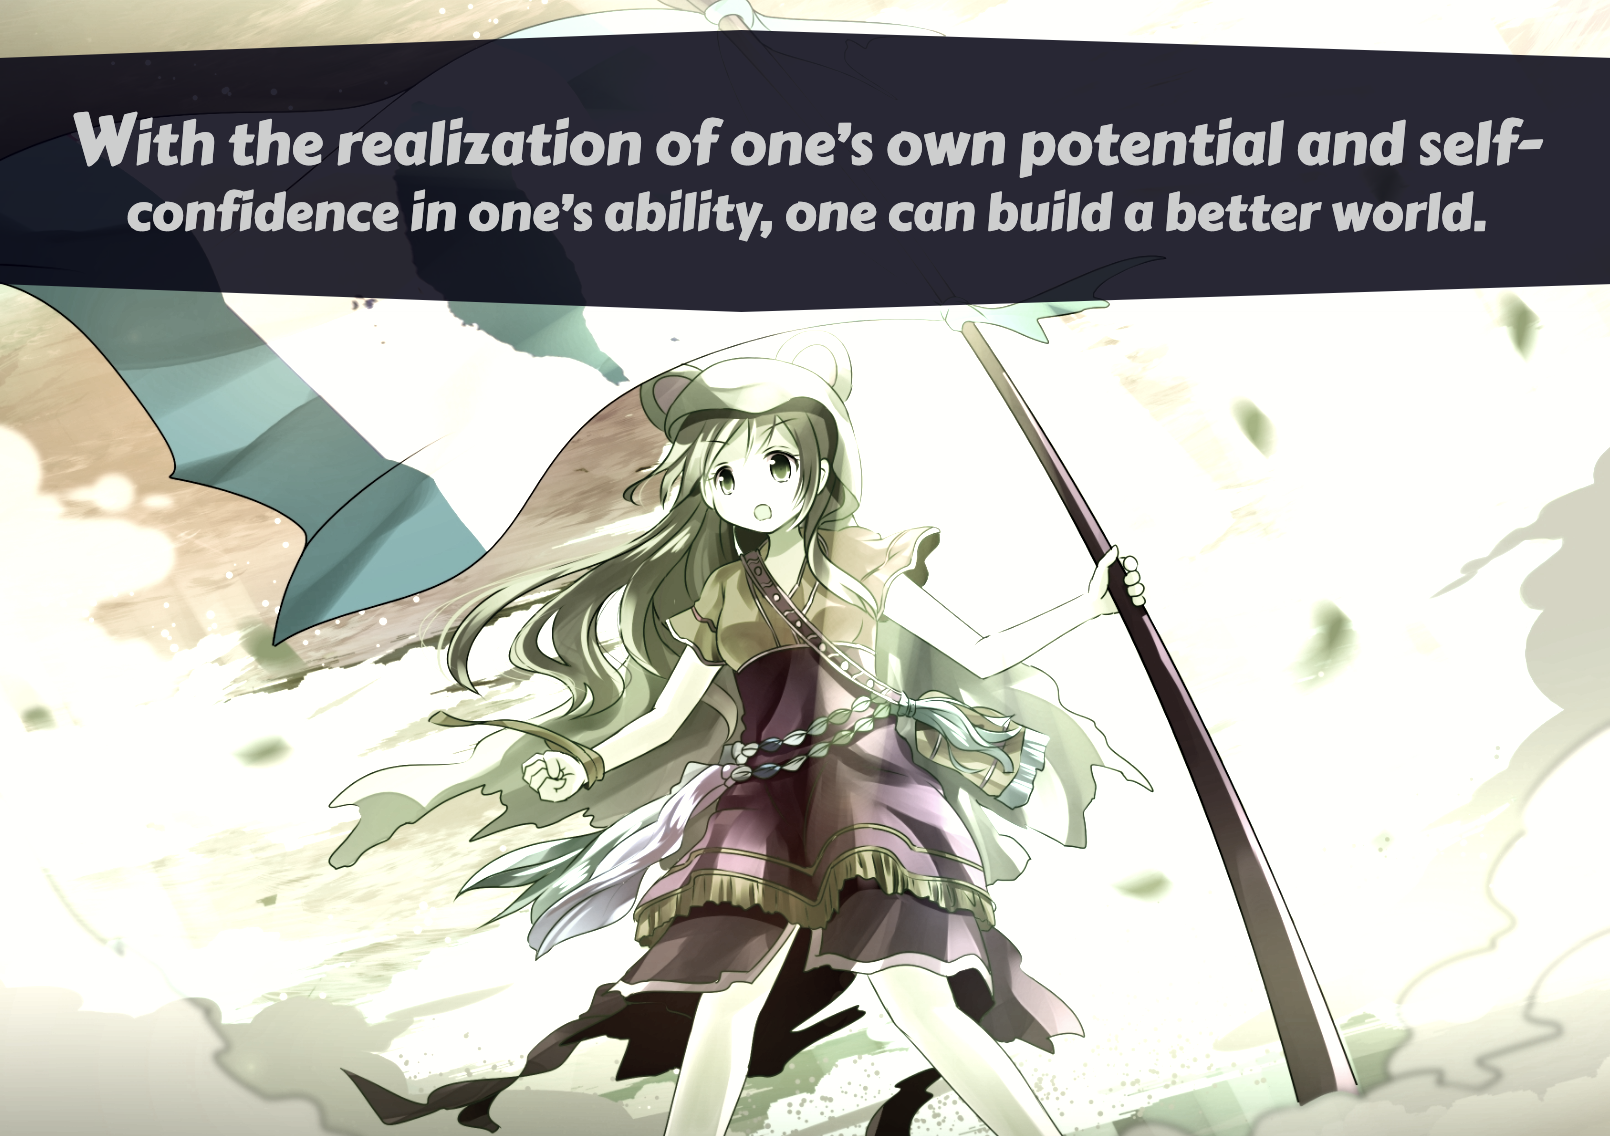 With the realization of one’s own potential and self-
confidence in one’s ability, one can build a better world.